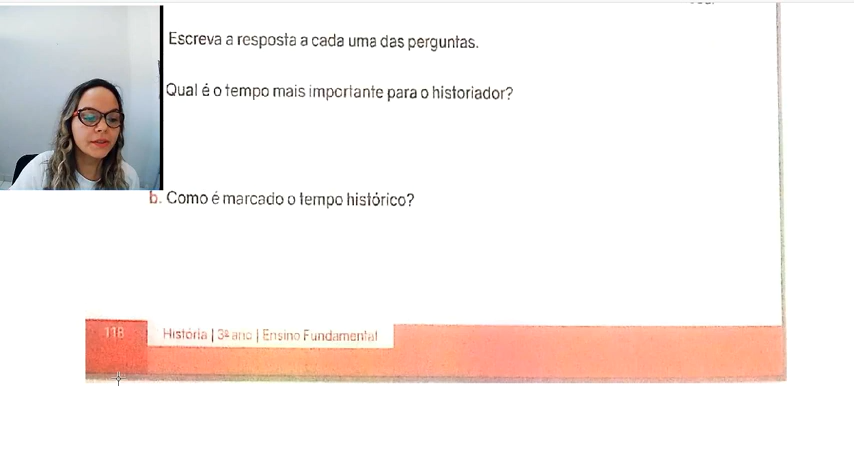 Escreva a resposta a cada uma das perguntas.
Qual é o tempo mais importante para o historiador?
b. Como é marcado o tempo histórico?
118
História | 3º ano | Ensino Fundamental